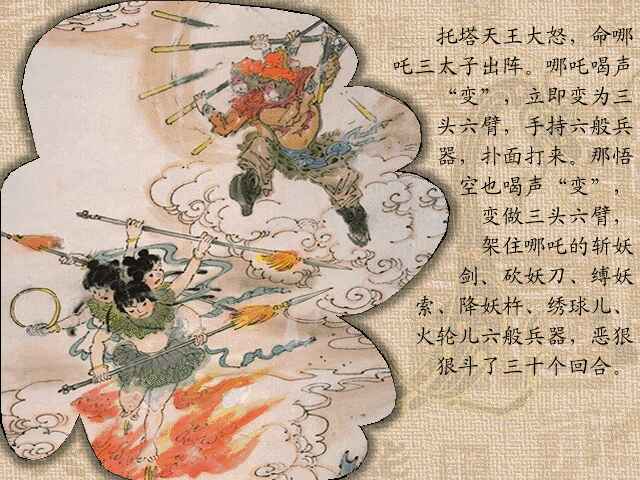 托塔天王大怒，命哪
吒三太子出阵。哪吒喝声
“变”，立即变为三
头六臂，手持六般兵
器，扑面打来。那悟
空也喝声“变”，
变做三头六臂，
架住哪吒的斩妖
剑、砍妖刀、缚妖
索、降妖杵、绣球儿、
火轮儿六般兵器，恶狠
狠斗了三十个回合。